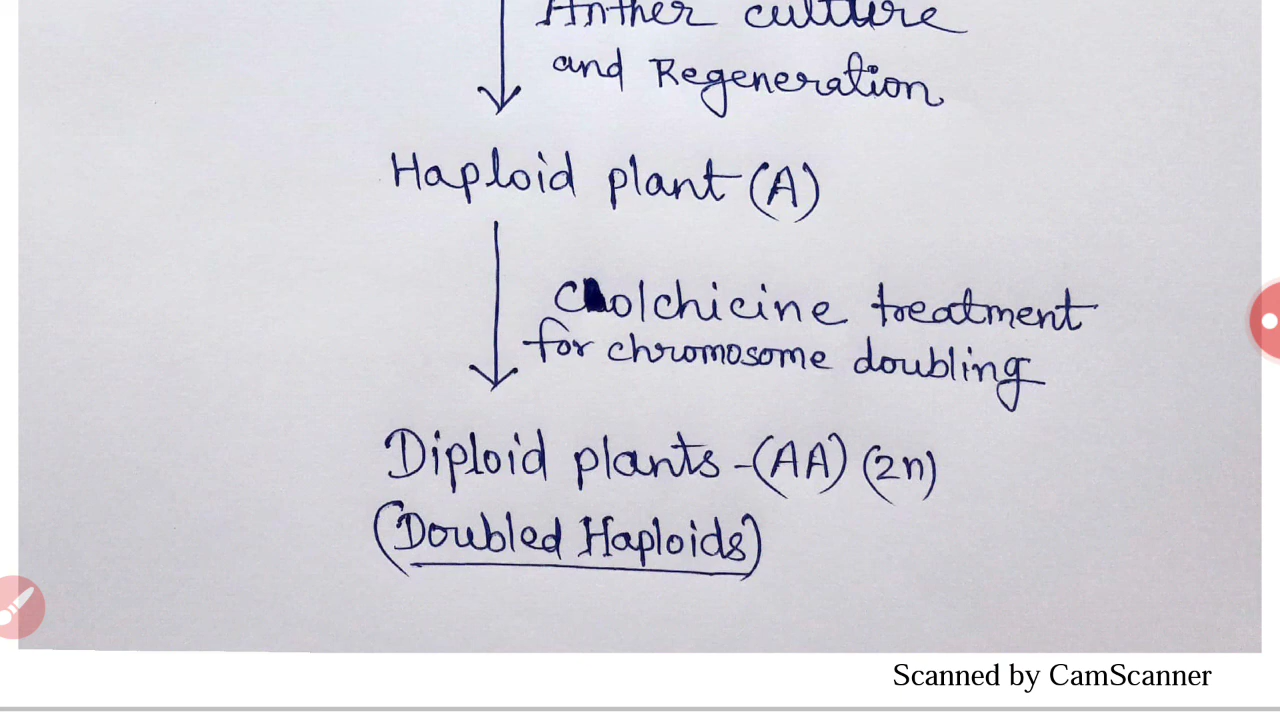 Anther culture
and Regeneration
Haploid plant (A)
Cholchicine treatment
for chromosome doubling
Diploid plants - (AA) (2n)
(Doubled Haploids)
Scanned by CamScanner